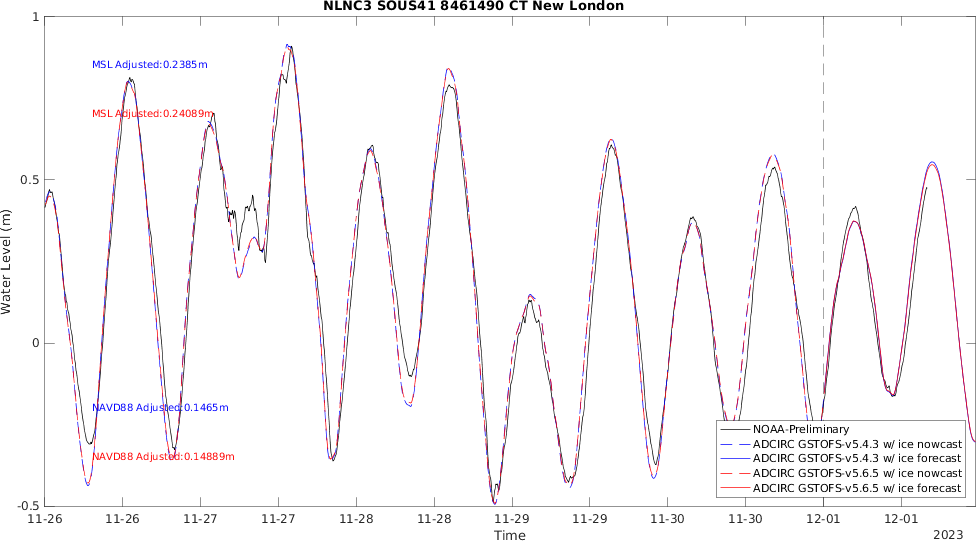 NLNC3 SOUS41 8461490 CT New London
1
MSL Adjusted:0.2385m
MSL Adjusted:0.24089m
0.5
Water Level (m)
0
NAVD88 Adjusted:0.1465m
NAVD88 Adjusted:0.14889m
NOAA-Preliminary
ADCIRC GSTOFS-v5.4.3 w/ ice nowcast
ADCIRC GSTOFS-v5.4.3 w/ ice forecast
ADCIRC GSTOFS-v5.6.5 w/ ice nowcast
ADCIRC GSTOFS-v5.6.5 w/ ice forecast
-0.5
11-26 11-26 11-27 11-27 11-28 11-28 11-29 11-29 11-30 11-30 12-01 12-01
Time
2023